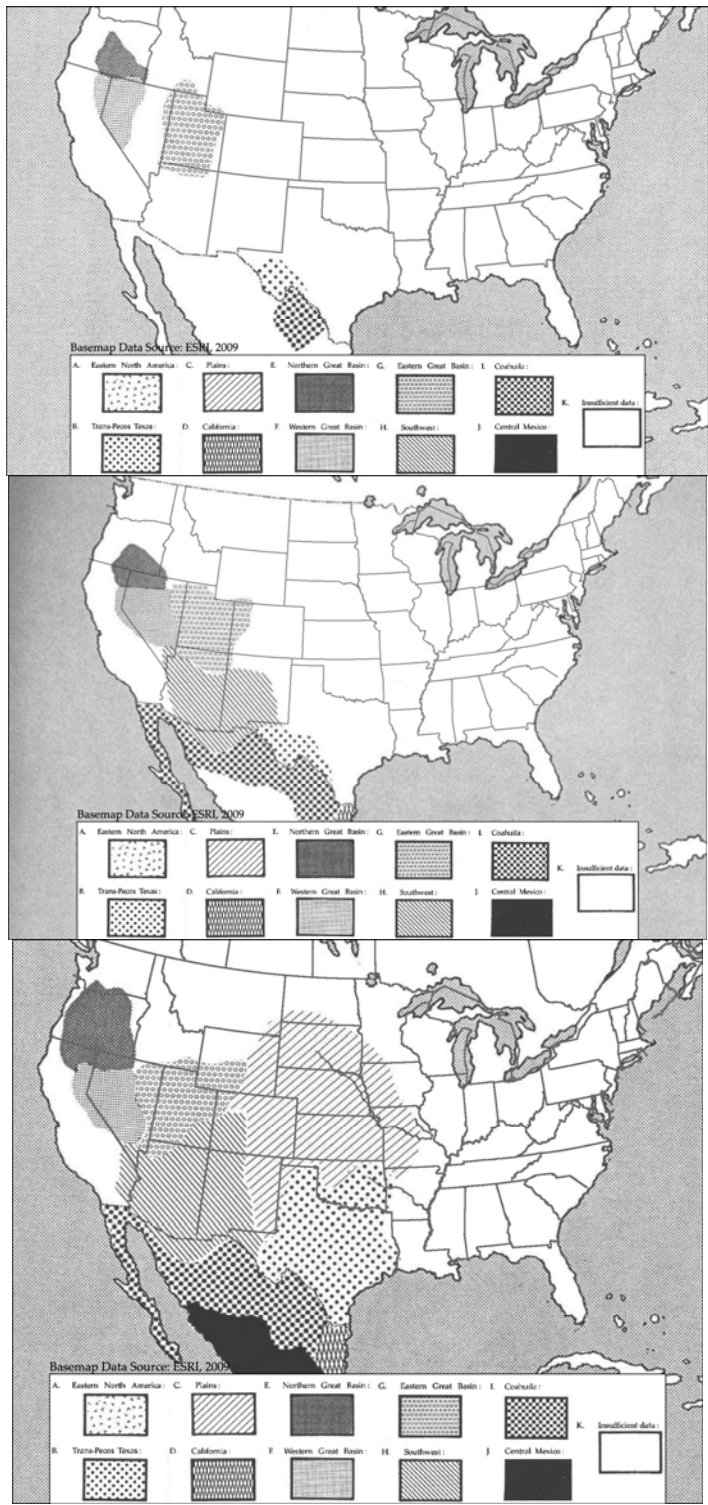 Basemap Data Source: ESRI, 2009
A. Eastern North America : C. Plains : E. Northern Great Basin : G. Eastern Great Basin : I. Coahuila :
K. Insufficient data :
B. Trans-Pecos Texas : D. California : F. Western Great Basin : H. Southwest : J. Central Mexico :
Basemap Data Source: ESRI, 2009
A. Eastern North America : C. Plains : E. Northern Great Basin : G. Eastern Great Basin : I. Coahuila :
K. Insufficient data :
B. Trans-Pecos Texas : D. California : F. Western Great Basin : H. Southwest : J. Central Mexico :
Basemap Data Source: ESRI, 2009
A. Eastern North America : C. Plains : E. Northern Great Basin : G. Eastern Great Basin : I. Coahuila :
K. Insufficient data :
B. Trans-Pecos Texas : D. California : F. Western Great Basin : H. Southwest : J. Central Mexico :